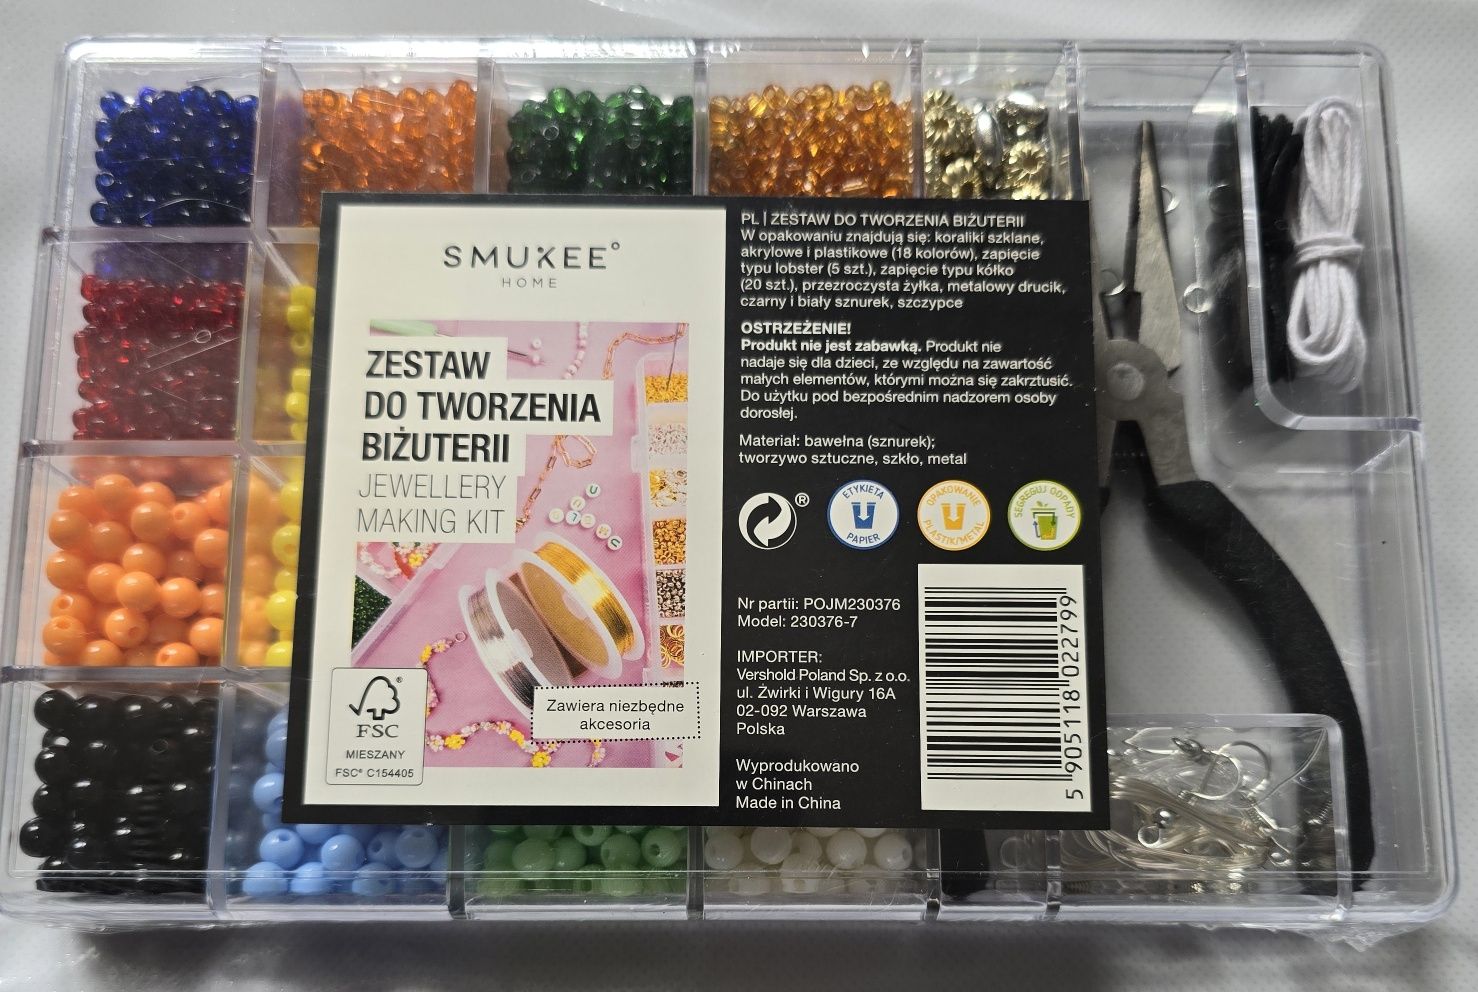 SMUKEE°
HOME
ZESTAW
DO TWORZENIA
BIŻUTERII
JEWELLERY
MAKING KIT
Zawiera niezbędne
akcesoria
FSC
®
MIESZANY
FSC® C154405
PL | ZESTAW DO TWORZENIA BIŻUTERII
W opakowaniu znajdują się: koraliki szklane,
akrylowe i plastikowe (18 kolorów), zapięcie
typu lobster (5 szt.), zapięcie typu kółko
(20 szt.), przezroczysta żyłka, metalowy drucik,
czarny i biały sznurek, szczypce
OSTRZEŻENIE!
Produkt nie jest zabawką. Produkt nie
nadaje się dla dzieci, ze względu na zawartość
małych elementów, którymi można się zakrztusić.
Do użytku pod bezpośrednim nadzorem osoby
dorosłej.
Materiał: bawełna (sznurek);
tworzywo sztuczne, szkło, metal
®
ETYKIETA
PAPIER
OPAKOWANIE
PLASTIK/METAL
SEGREGUJ ODPADY
Nr partii: POJM230376
Model: 230376-7
IMPORTER:
Vershold Poland Sp. z o.o.
ul. Żwirki i Wigury 16A
02-092 Warszawa
Polska
Wyprodukowano
w Chinach
Made in China
5 905118 022799